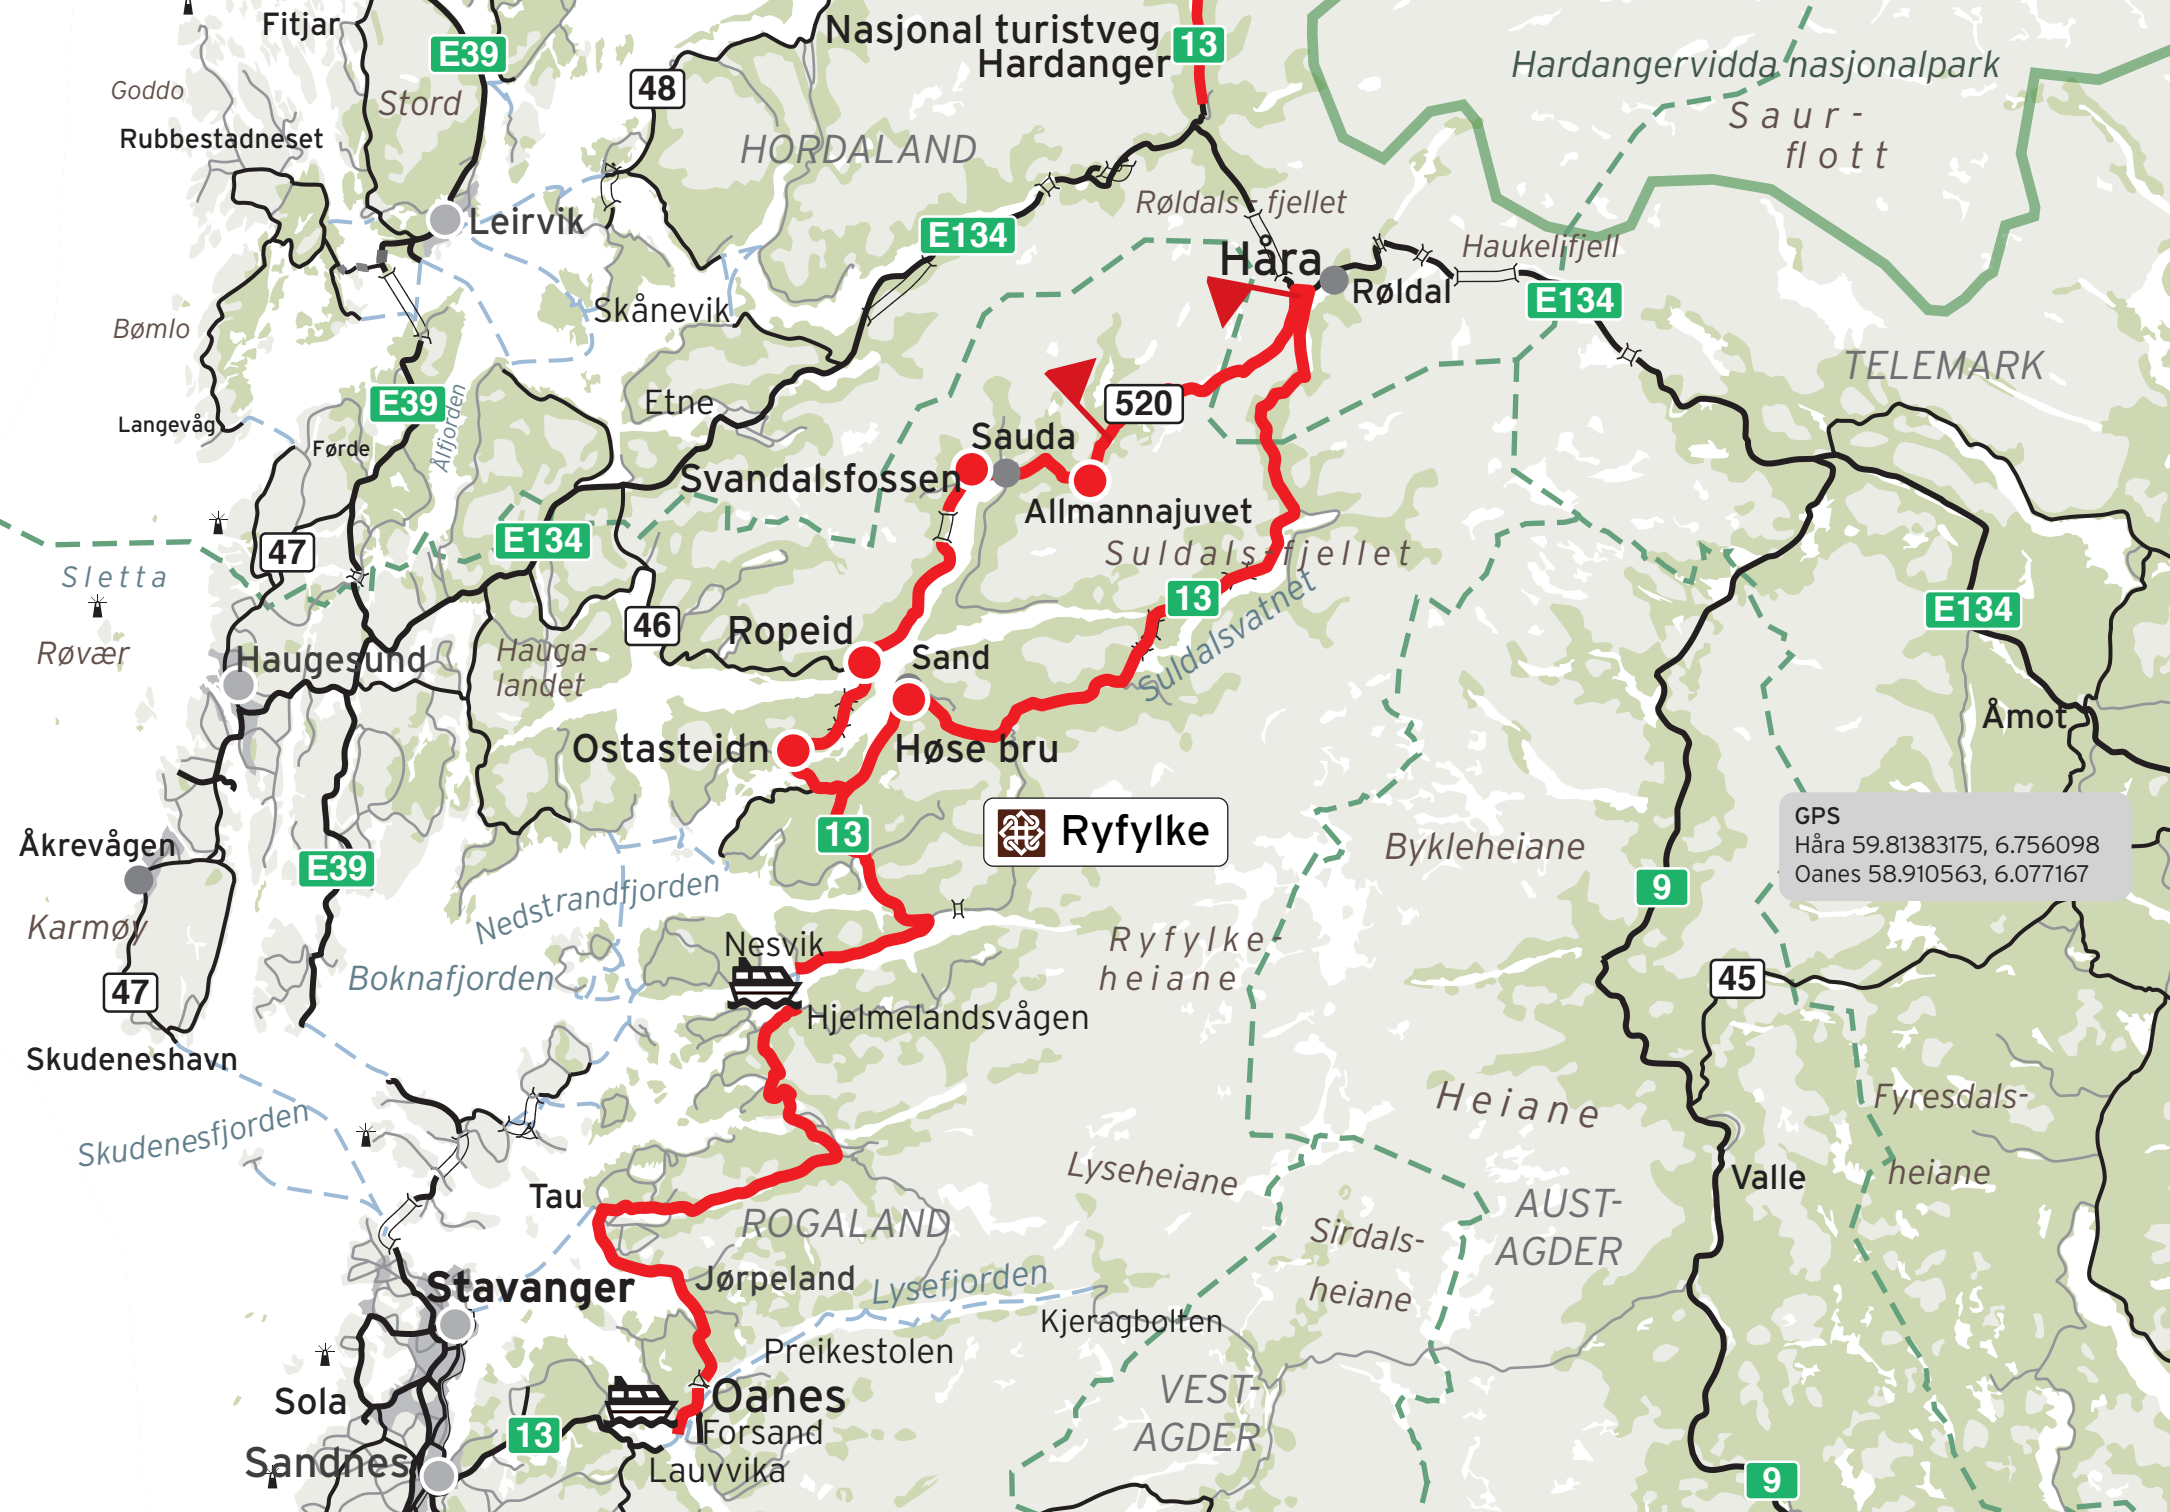 Fitjar
E39
Nasjonal turistveg
Hardanger
13
Hardangervidda nasjonalpark
Saur-
flott
Goddo
Stord
48
Rubbestadneset
HORDALAND
Leirvik
E134
Røldals-fjellet
Håra
Haukelifjell
Røldal
E134
Skånevik
Bømlo
TELEMARK
Etne
E39
Ålfjorden
520
Langevåg
Førde
Sauda
Svandalsfossen
Allmannajuvet
47
E134
Suldals-fjellet
Sletta
13
Suldalsvatnet
E134
Røvær
46
Ropeid
Sand
Haugesund
Hauga-
landet
Åmot
Ostasteidn
Høse bru
13
Ryfylke
GPS
Håra 59.81383175, 6.756098
Oanes 58.910563, 6.077167
Åkrevågen
E39
Bykleheiane
9
Nedstrandfjorden
Karmøy
Nesvik
Ryfylke-
heiane
Boknafjorden
47
45
Hjelmelandsvågen
Skudeneshavn
Heiane
Fyresdals-
heiane
Skudenesfjorden
Lyseheiane
Valle
Tau
ROGALAND
AUST-
AGDER
Sirdals-
heiane
Stavanger
Jørpeland
Lysefjorden
Kjeragbolten
Preikestolen
Sola
Oanes
VEST-
AGDER
13
Forsand
Sandnes
Lauvvika
9